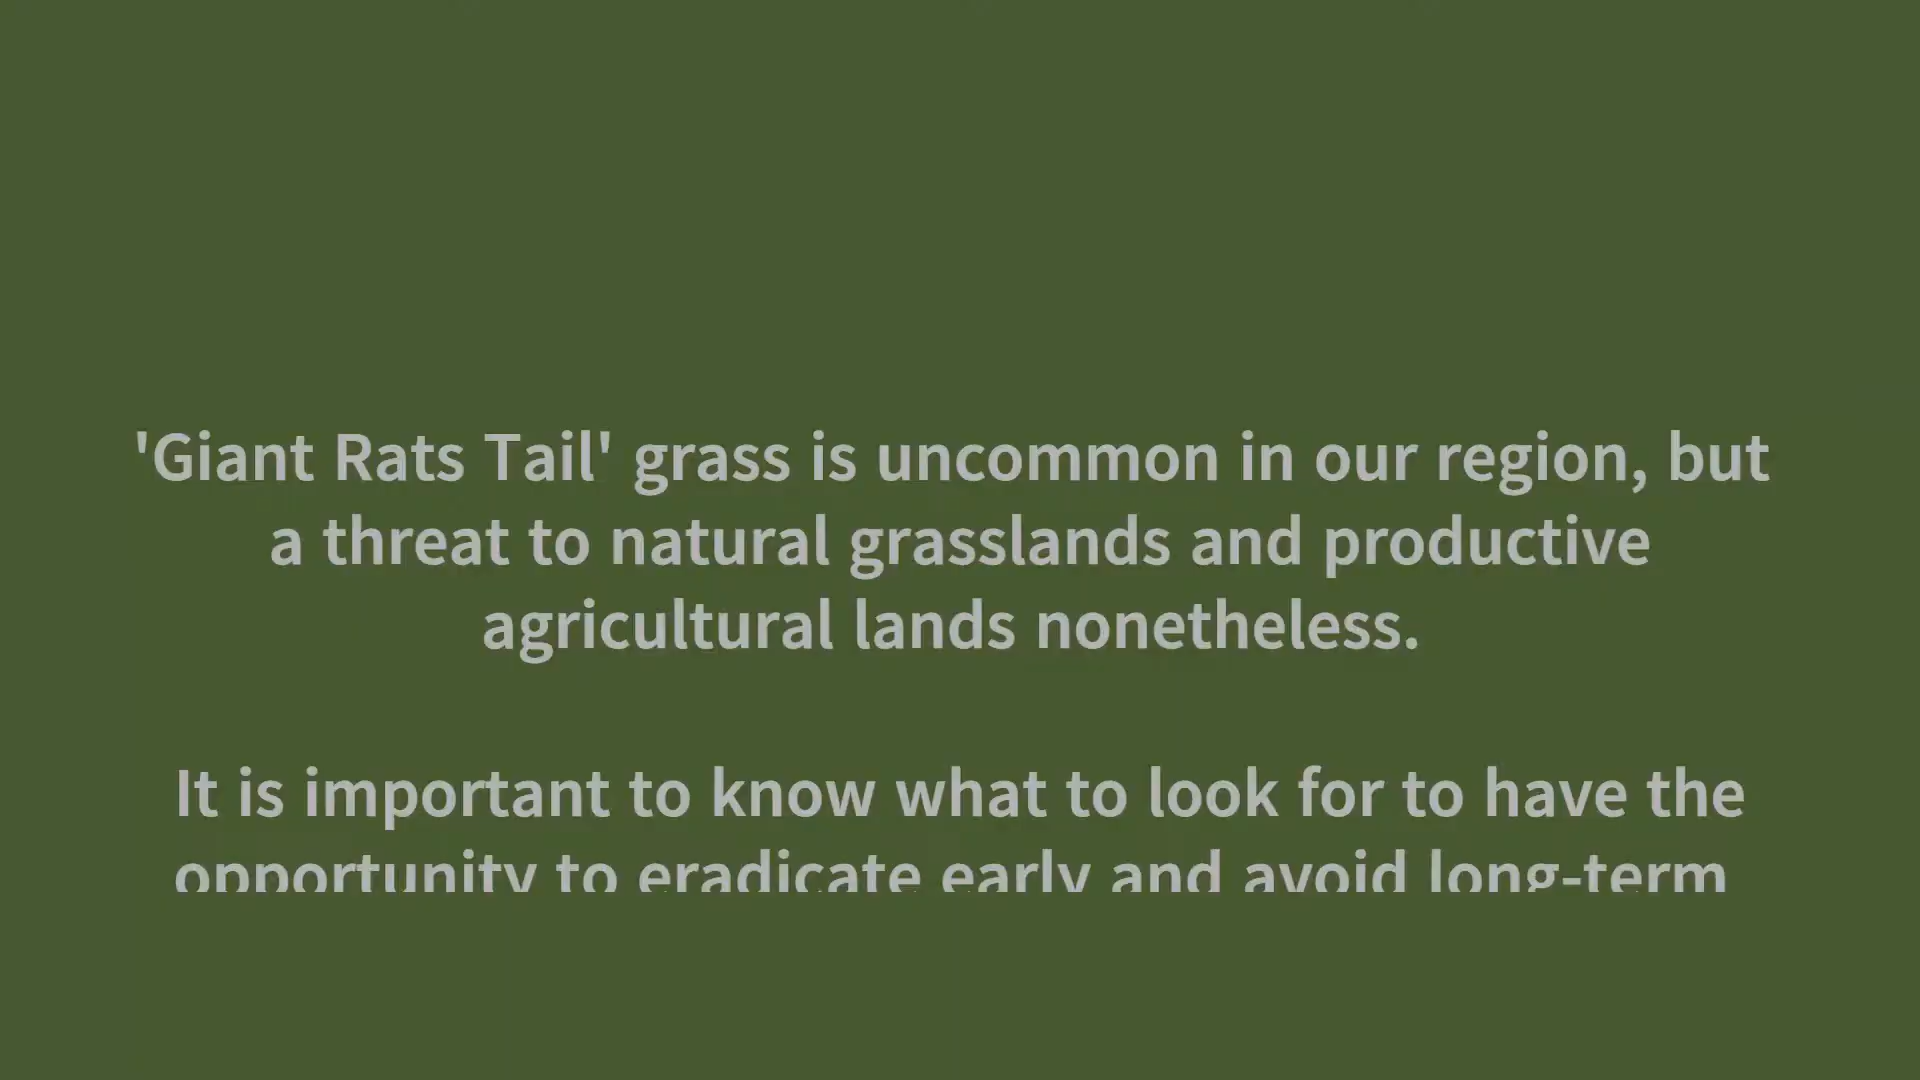 'Giant Rats Tail' grass is uncommon in our region, but
a threat to natural grasslands and productive
agricultural lands nonetheless.
It is important to know what to look for to have the
opportunity to eradicate early and avoid long-term